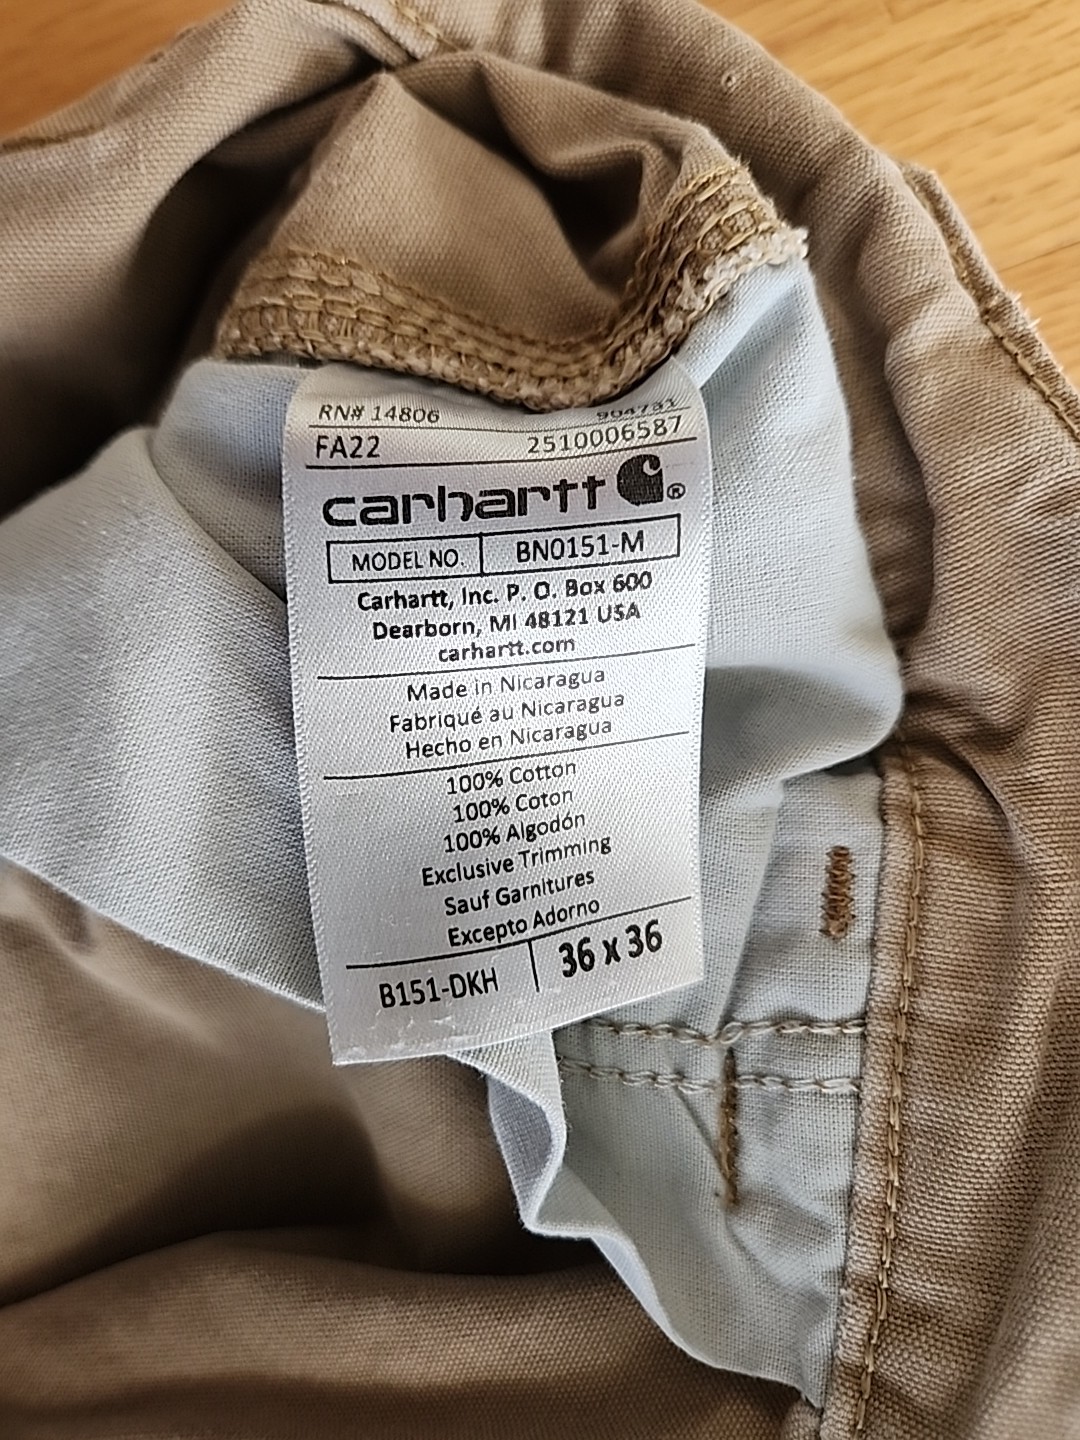 RN# 14806 904731
FA22 2510006587
carhartt ®
MODEL NO. BN0151-M
Carhartt, Inc. P. O. Box 600
Dearborn, MI 48121 USA
carhartt.com
Made in Nicaragua
Fabriqué au Nicaragua
Hecho en Nicaragua
100% Cotton
100% Coton
100% Algodón
Exclusive Trimming
Sauf Garnitures
Excepto Adorno
B151-DKH 36 x 36